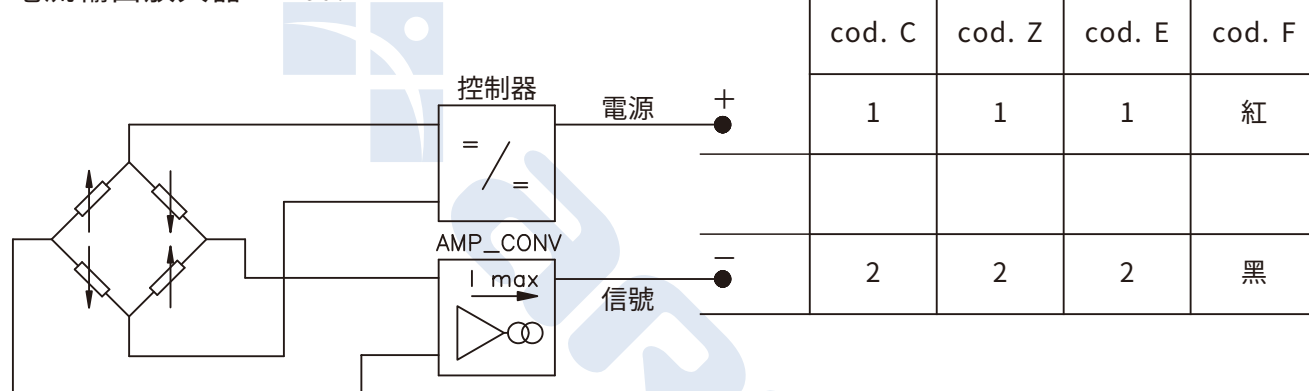 cod. C cod. Z cod. E cod. F
控制器
電源 + 1 1 1 紅
= / =
AMP_CONV
I max
信號 − 2 2 2 黑